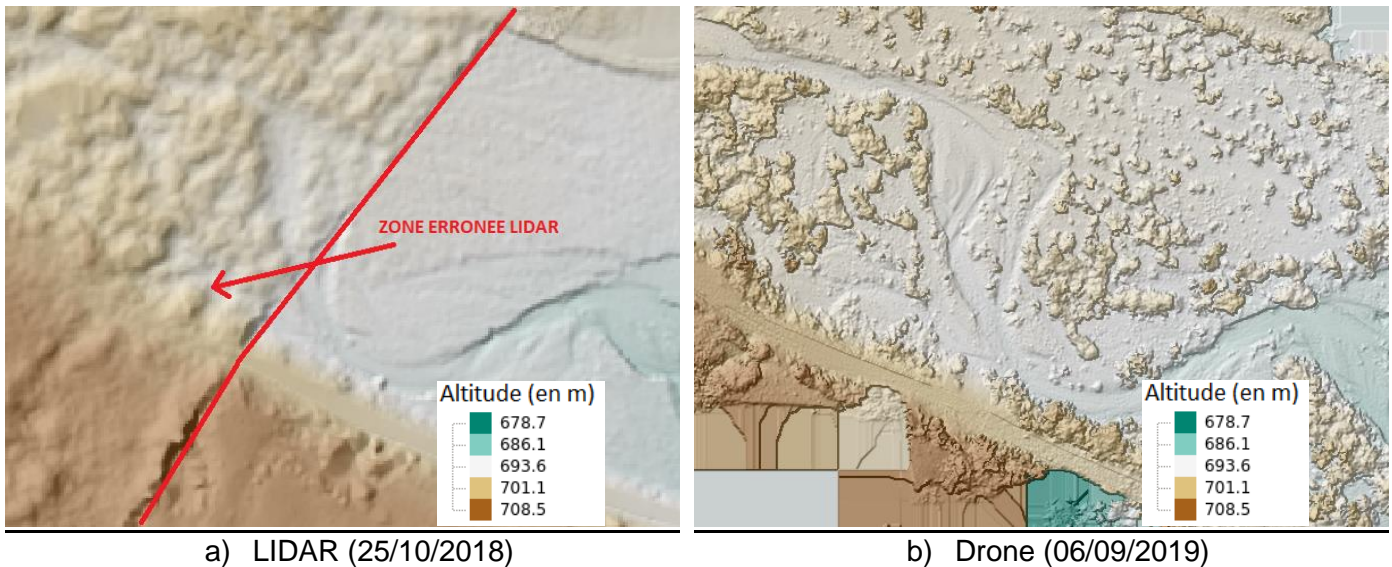 ZONE ERRONEE LIDAR
Altitude (en m)
678.7
686.1
693.6
701.1
708.5
Altitude (en m)
678.7
686.1
693.6
701.1
708.5
a) LIDAR (25/10/2018)
b) Drone (06/09/2019)